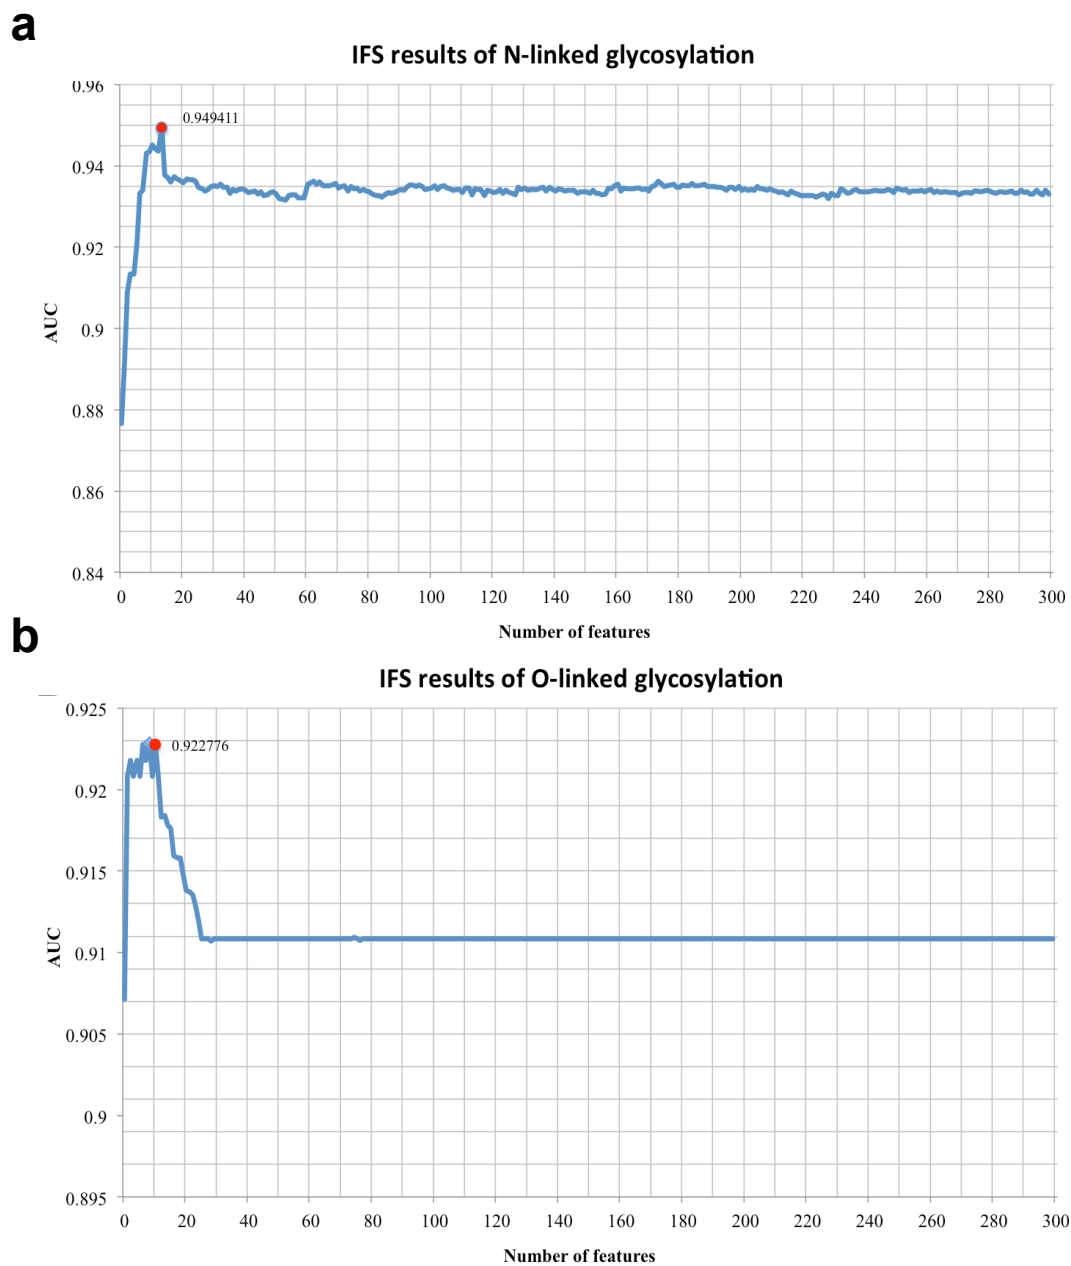 a
IFS results of N-linked glycosylation
0.96
0.949411
0.94
0.92
0.9
0.88
0.86
0.84
AUC
0 20 40 60 80 100 120 140 160 180 200 220 240 260 280 300
Number of features
b
IFS results of O-linked glycosylation
0.925
0.922776
0.92
0.915
0.91
0.905
0.9
0.895
AUC
0 20 40 60 80 100 120 140 160 180 200 220 240 260 280 300
Number of features